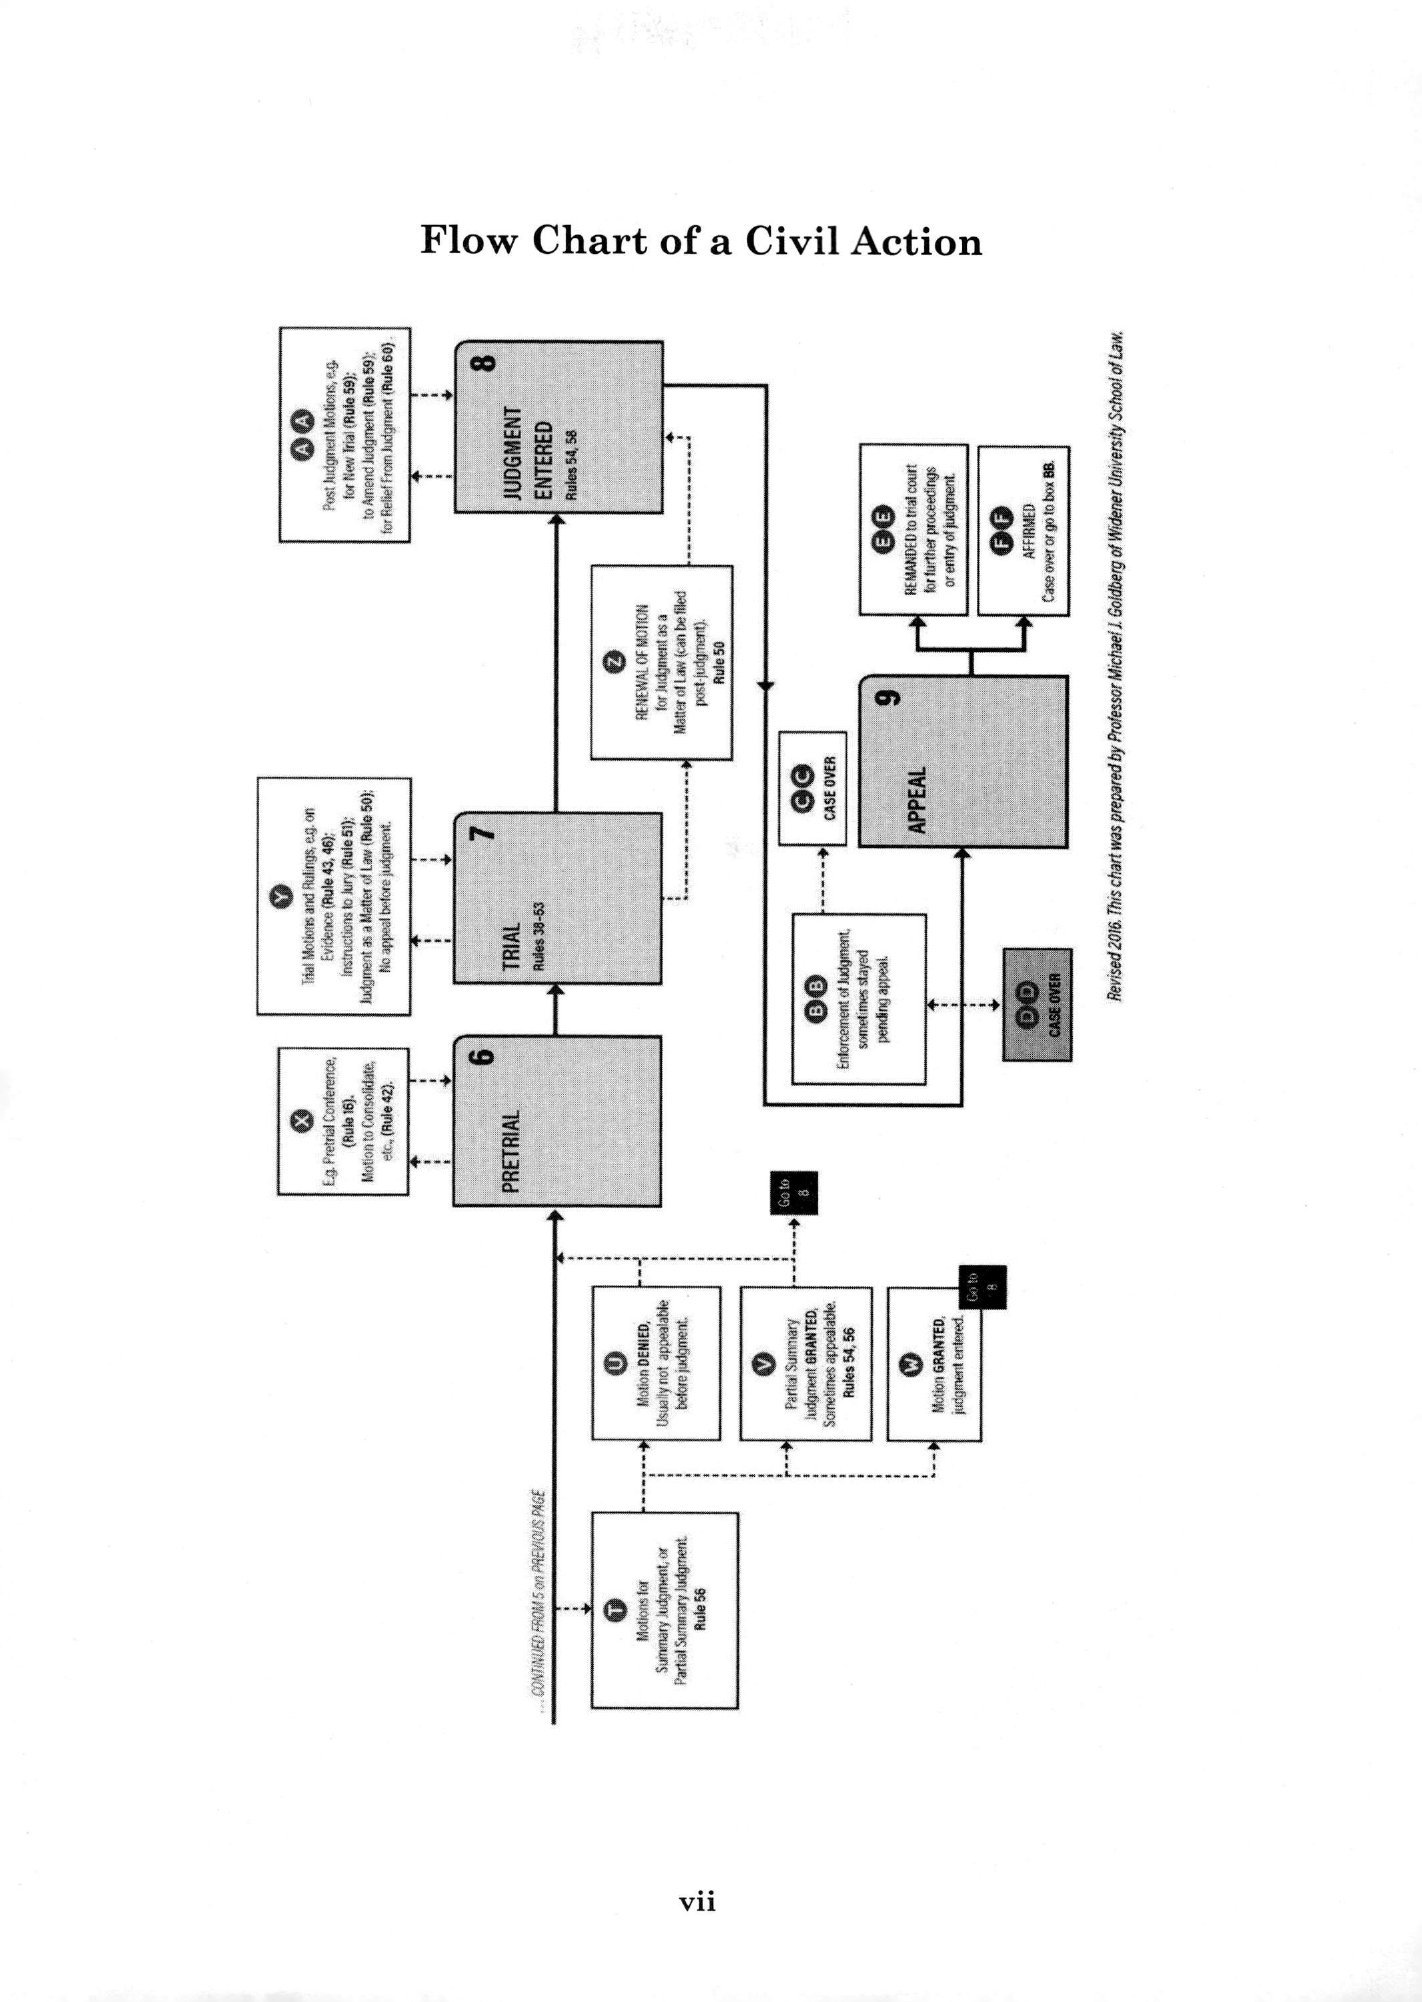 Flow Chart of a Civil Action
... CONTINUED FROM 5 on PREVIOUS PAGE
T
Motions for
Summary Judgment, or
Partial Summary Judgment.
Rule 56
U
Motion DENIED,
Usually not appealable
before judgment.
V
Partial Summary
Judgment GRANTED,
Sometimes appealable.
Rules 54, 56
Go to
8
W
Motion GRANTED,
judgment entered.
Go to
8
X
E.g. Pretrial Conference,
(Rule 16),
Motion to Consolidate,
etc., (Rule 42).
6
PRETRIAL
Y
Trial Motions and Rulings, e.g. on
Evidence (Rule 43, 46);
Instructions to Jury (Rule 51);
Judgment as a Matter of Law (Rule 50);
No appeal before judgment.
7
TRIAL
Rules 38-53
Z
RENEWAL OF MOTION
for Judgment as a
Matter of Law (can be filed
post-judgment).
Rule 50
A A
Post Judgment Motions, e.g.
for New Trial (Rule 59);
to Amend Judgment (Rule 59);
for Relief From Judgment (Rule 60).
8
JUDGMENT
ENTERED
Rules 54, 58
B B
Enforcement of Judgment,
sometimes stayed
pending appeal.
C C
CASE OVER
D D
CASE OVER
9
APPEAL
E E
REMANDED to trial court
for further proceedings
or entry of judgment.
F F
AFFIRMED
Case over or go to box BB.
Revised 2016. This chart was prepared by Professor Michael J. Goldberg of Widener University School of Law.
vii